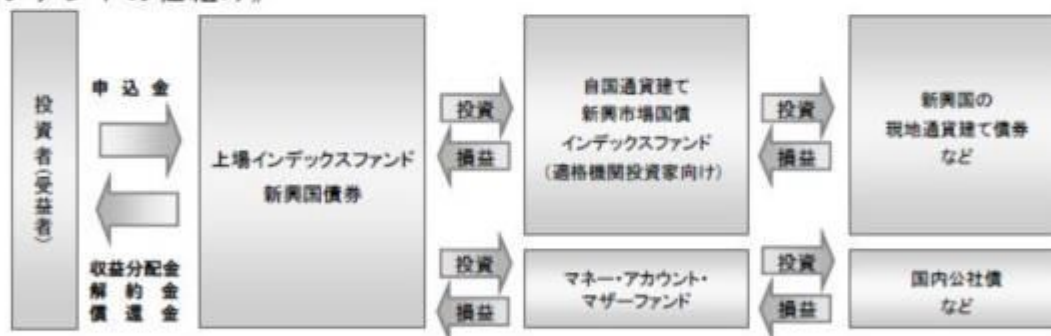 投資者(受益者)
申込金
収益分配金
解約金
償還金
上場インデックスファンド
新興国債券
投資
損益
自国通貨建て
新興市場国債
インデックスファンド
(適格機関投資家向け)
投資
損益
新興国の
現地通貨建て債券
など
投資
損益
マネー・アカウント・
マザーファンド
投資
損益
国内公社債
など